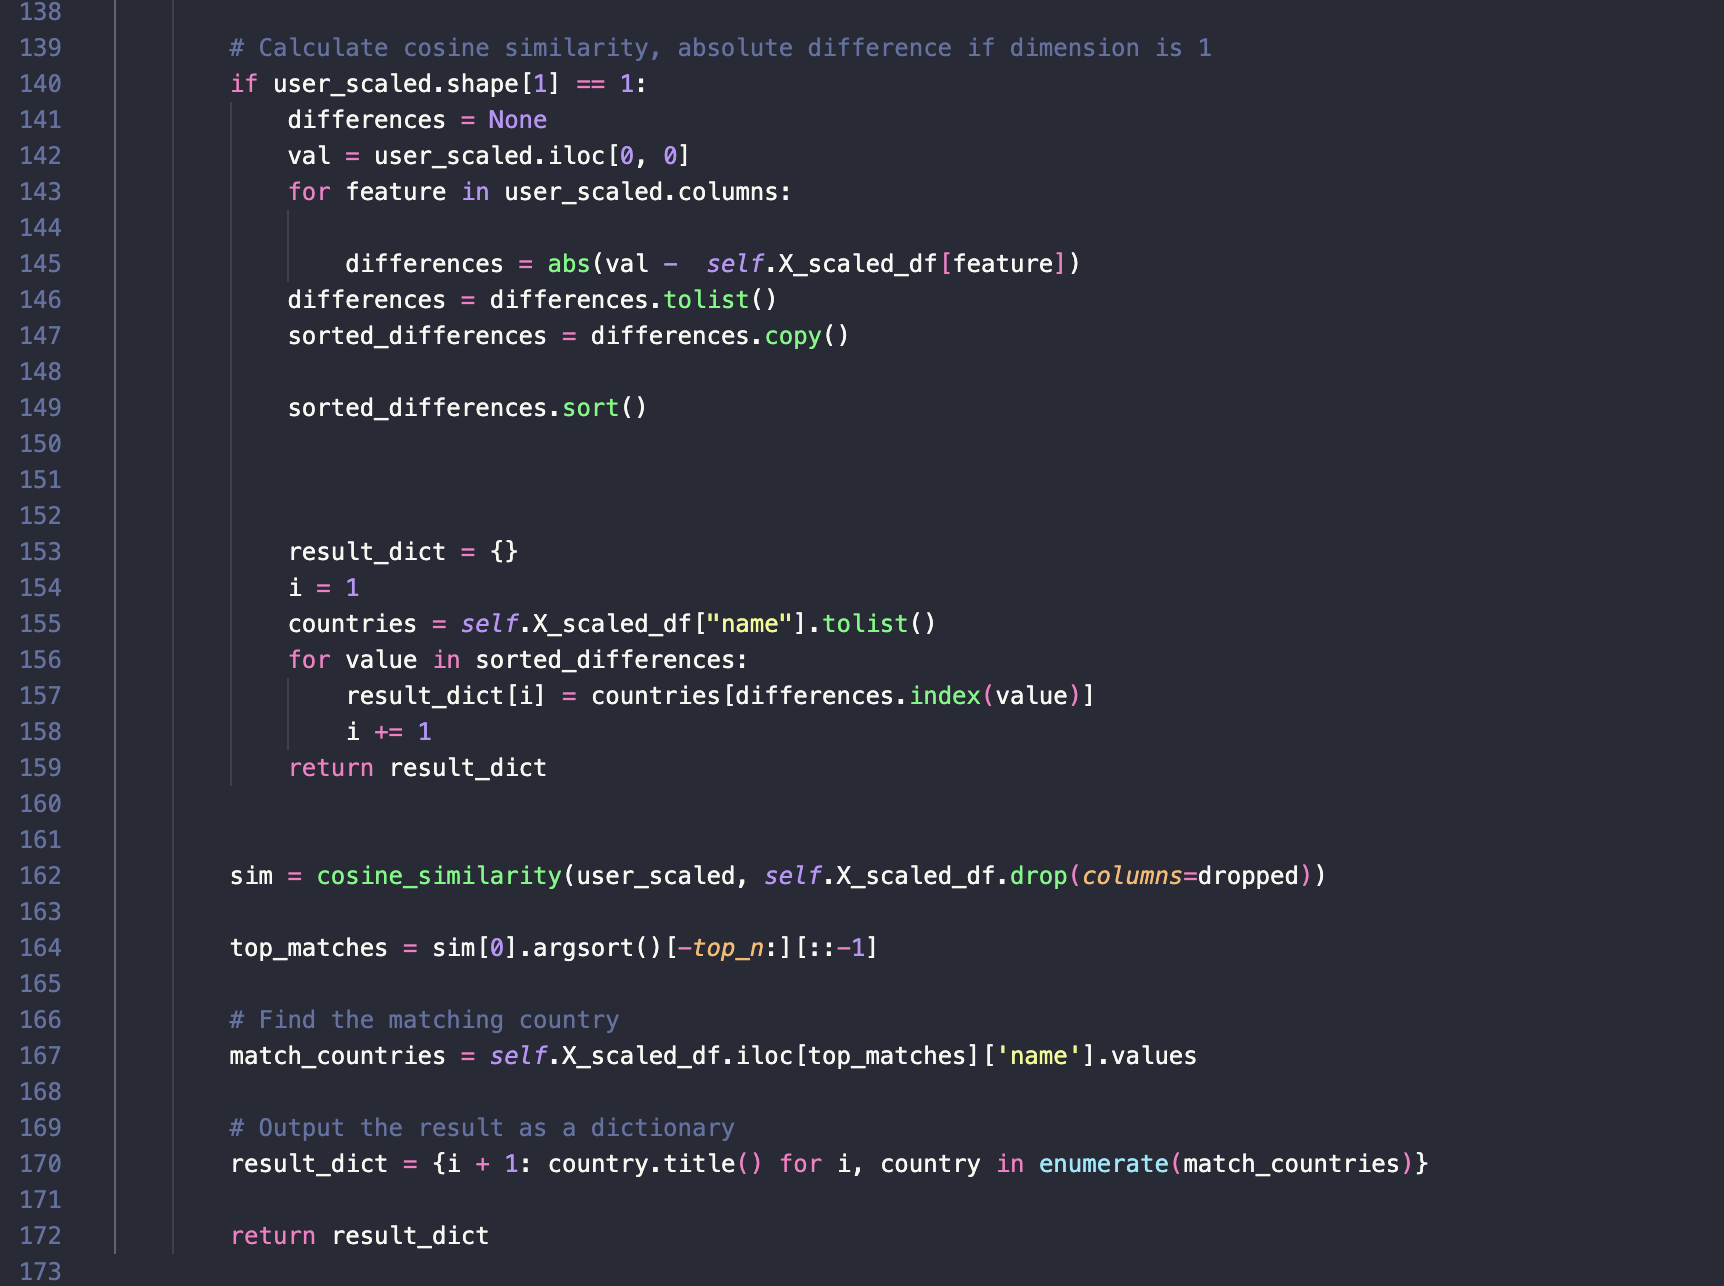 138
139 # Calculate cosine similarity, absolute difference if dimension is 1
140 if user_scaled.shape[1] == 1:
141 differences = None
142 val = user_scaled.iloc[0, 0]
143 for feature in user_scaled.columns:
144
145 differences = abs(val -  self.X_scaled_df[feature])
146 differences = differences.tolist()
147 sorted_differences = differences.copy()
148
149 sorted_differences.sort()
150
151
152
153 result_dict = {}
154 i = 1
155 countries = self.X_scaled_df["name"].tolist()
156 for value in sorted_differences:
157 result_dict[i] = countries[differences.index(value)]
158 i += 1
159 return result_dict
160
161
162 sim = cosine_similarity(user_scaled, self.X_scaled_df.drop(columns=dropped))
163
164 top_matches = sim[0].argsort()[-top_n:][::-1]
165
166 # Find the matching country
167 match_countries = self.X_scaled_df.iloc[top_matches]['name'].values
168
169 # Output the result as a dictionary
170 result_dict = {i + 1: country.title() for i, country in enumerate(match_countries)}
171
172 return result_dict
173